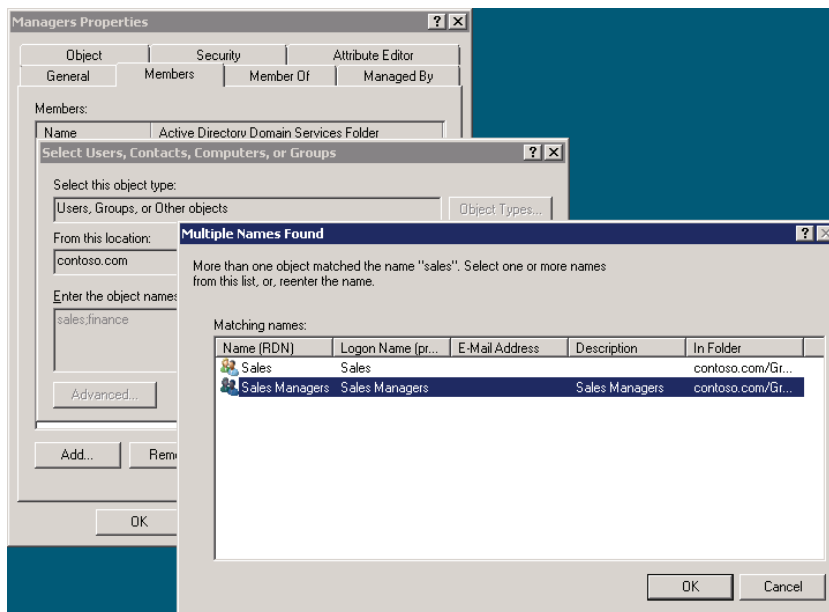 Managers Properties
Object Security Attribute Editor
General Members Member Of Managed By
Members:
Name Active Directory Domain Services Folder
Select Users, Contacts, Computers, or Groups
Select this object type:
Users, Groups, or Other objects Object Types...
From this location:
contoso.com
Enter the object names
sales;finance
Advanced...
Add... Rem
OK
Multiple Names Found
More than one object matched the name "sales". Select one or more names
from this list, or, reenter the name.
Matching names:
Name (RDN) Logon Name (pr... E-Mail Address Description In Folder
Sales Sales contoso.com/Gr...
Sales Managers Sales Managers Sales Managers contoso.com/Gr...
OK Cancel